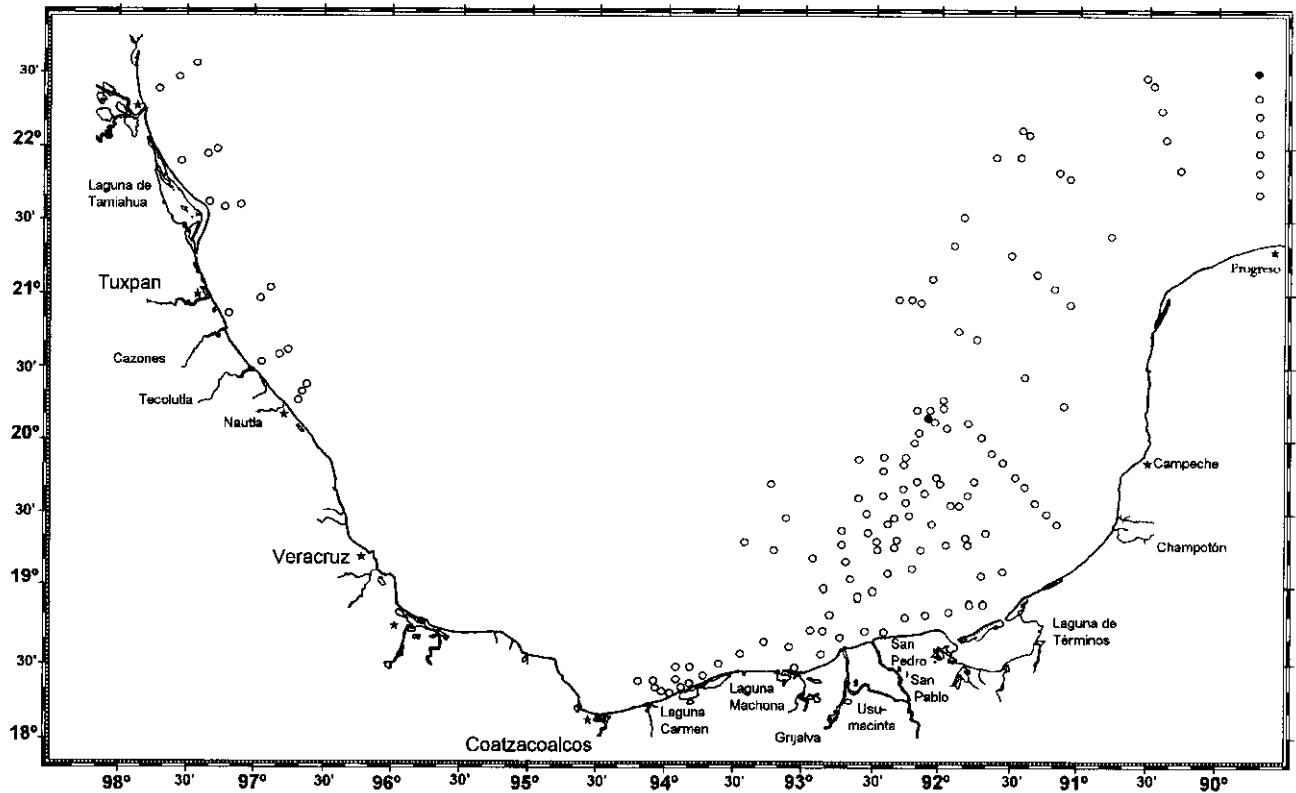 30'
22°
Laguna de
Tamiahua
30'
21°
Tuxpan
Progreso
Cazones
30'
Tecolutla
Nautla
20°
Campeche
30'
Veracruz
Champotón
19°
Laguna de
Términos
San
Pedro
San
Pablo
30'
Laguna
Machona
Laguna
Carmen
Usu-
macinta
Grijalva
18°
Coatzacoalcos
98° 30' 97° 30' 96° 30' 95° 30' 94° 30' 93° 30' 92° 30' 91° 30' 90°